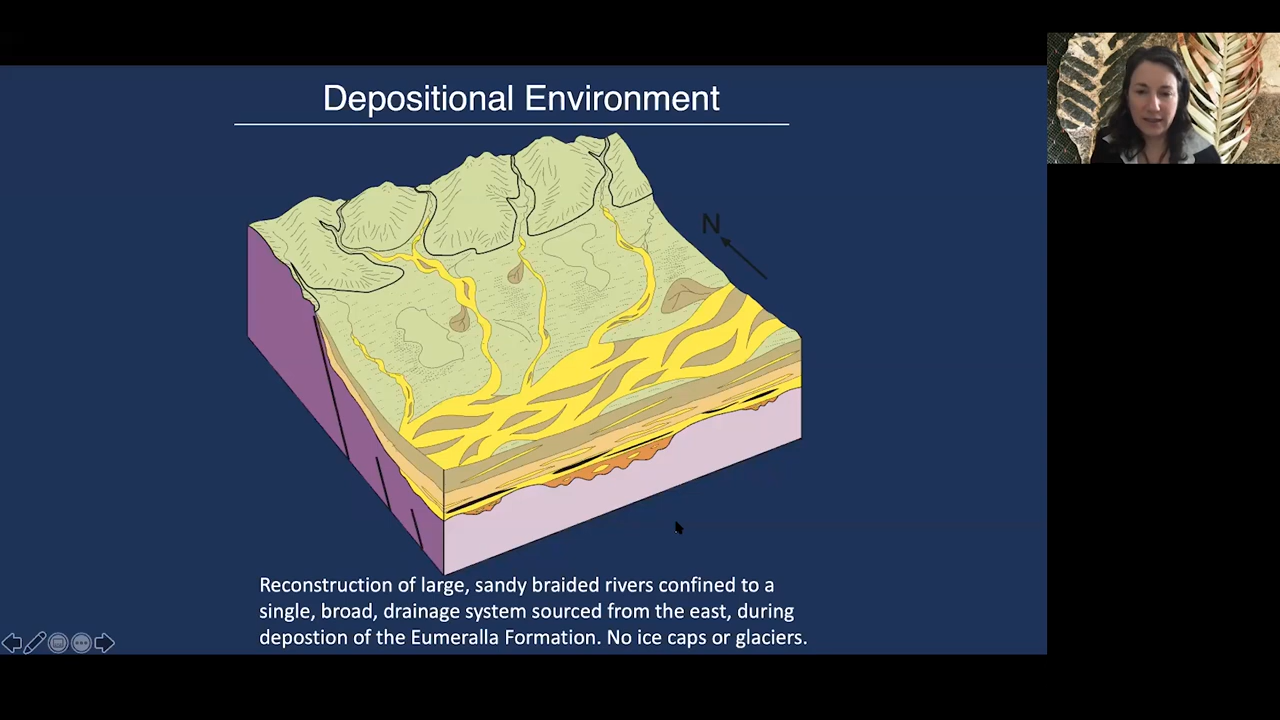 Depositional Environment
N
Reconstruction of large, sandy braided rivers confined to a
single, broad, drainage system sourced from the east, during
depostion of the Eumeralla Formation. No ice caps or glaciers.